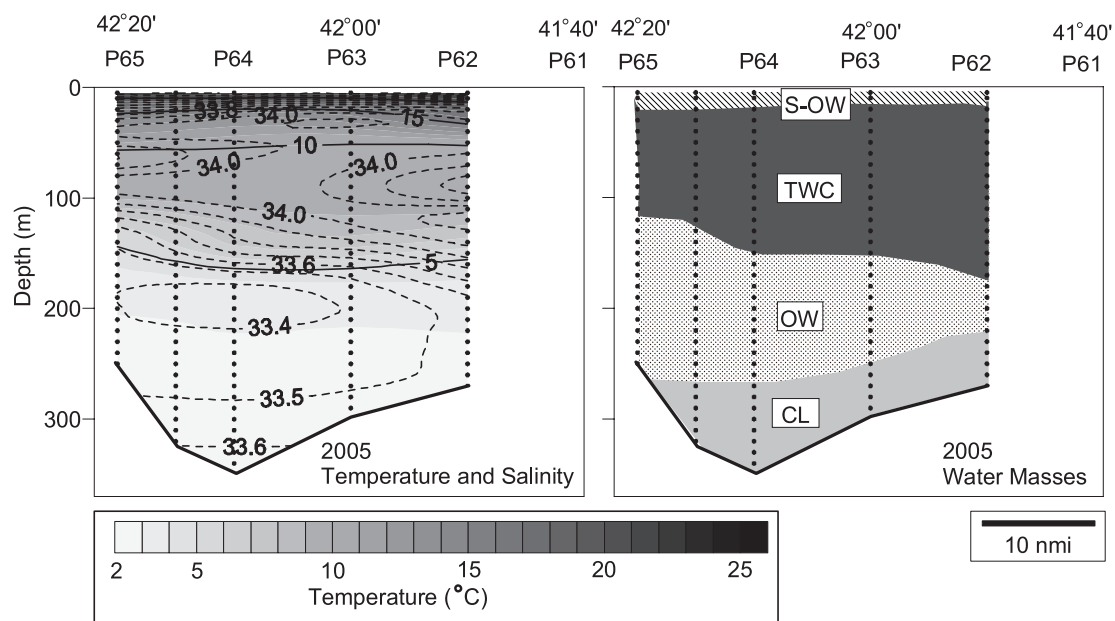 42°20' 42°00' 41°40'
P65 P64 P63 P62 P61
42°20' 42°00' 41°40'
P65 P64 P63 P62 P61
Depth (m)
0
100
200
300
33.8 34.0 15
10
34.0 34.0
34.0
33.6 5
33.4
33.5
33.6
2005
Temperature and Salinity
S-OW
TWC
OW
CL
2005
Water Masses
2 5 10 15 20 25
Temperature (°C)
10 nmi